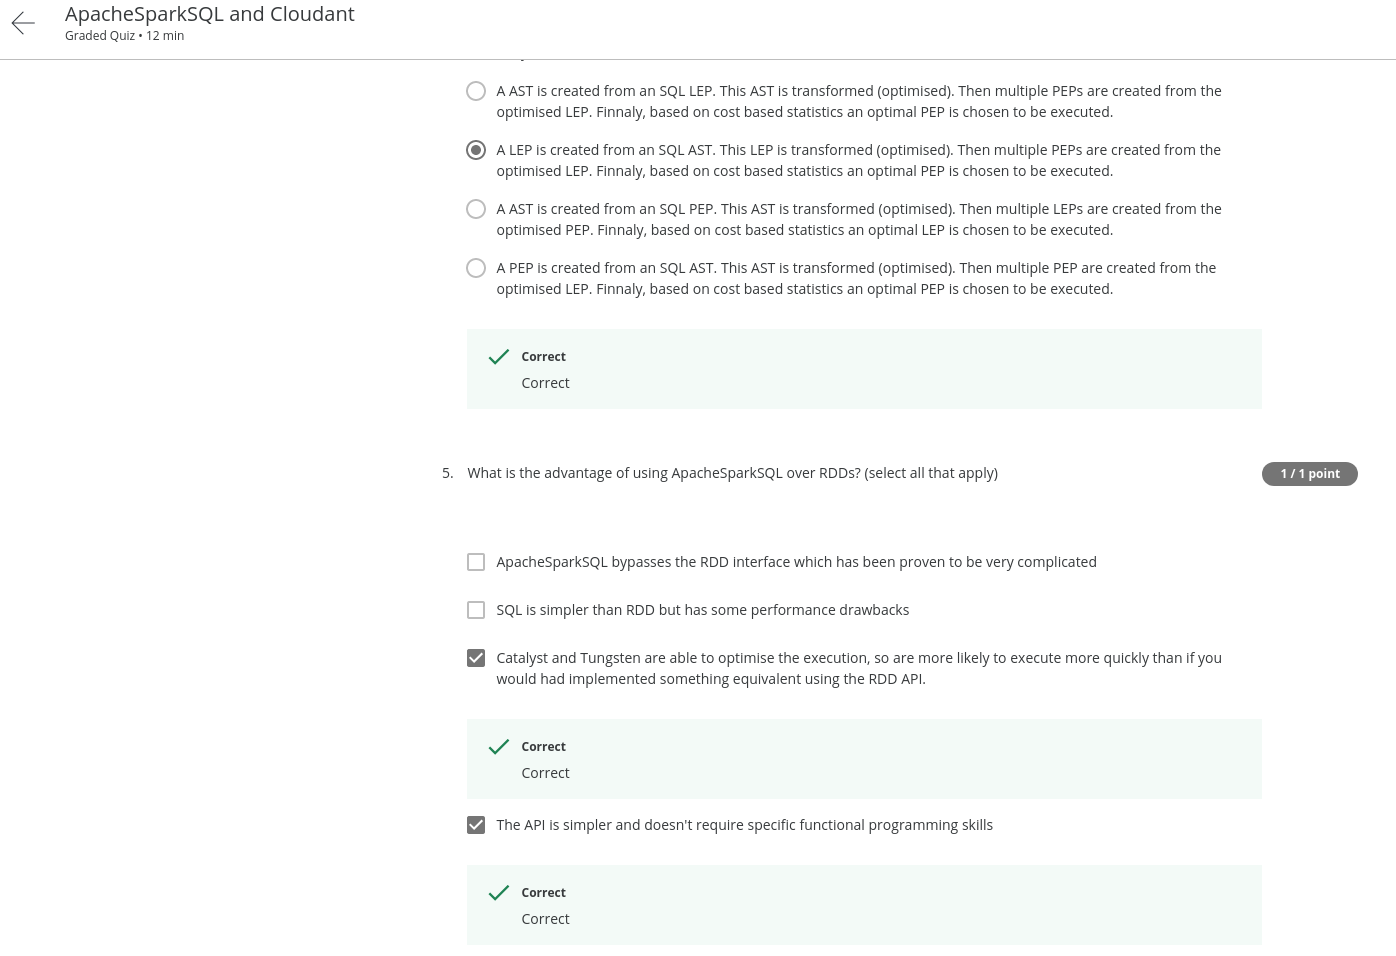 ApacheSparkSQL and Cloudant
Graded Quiz • 12 min
A AST is created from an SQL LEP. This AST is transformed (optimised). Then multiple PEPs are created from the
optimised LEP. Finnaly, based on cost based statistics an optimal PEP is chosen to be executed.
A LEP is created from an SQL AST. This LEP is transformed (optimised). Then multiple PEPs are created from the
optimised LEP. Finnaly, based on cost based statistics an optimal PEP is chosen to be executed.
A AST is created from an SQL PEP. This AST is transformed (optimised). Then multiple LEPs are created from the
optimised PEP. Finnaly, based on cost based statistics an optimal LEP is chosen to be executed.
A PEP is created from an SQL AST. This AST is transformed (optimised). Then multiple PEP are created from the
optimised LEP. Finnaly, based on cost based statistics an optimal PEP is chosen to be executed.
Correct
Correct
5. What is the advantage of using ApacheSparkSQL over RDDs? (select all that apply)
1 / 1 point
ApacheSparkSQL bypasses the RDD interface which has been proven to be very complicated
SQL is simpler than RDD but has some performance drawbacks
Catalyst and Tungsten are able to optimise the execution, so are more likely to execute more quickly than if you
would had implemented something equivalent using the RDD API.
Correct
Correct
The API is simpler and doesn't require specific functional programming skills
Correct
Correct